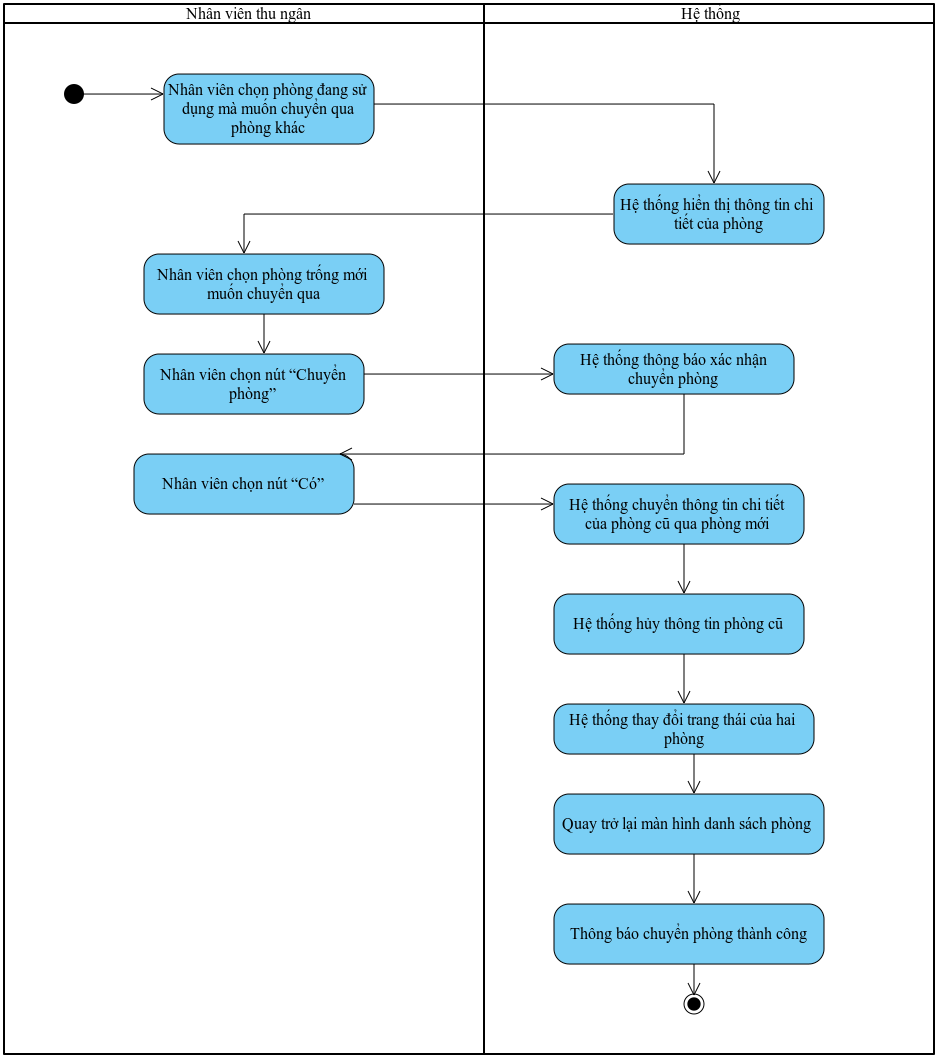 Nhân viên thu ngân
Hệ thông
Nhân viên chọn phòng đang sử
dụng mà muốn chuyển qua
phòng khác
Hệ thống hiển thị thông tin chi
tiết của phòng
Nhân viên chọn phòng trống mới
muốn chuyển qua
Nhân viên chọn nút “Chuyển
phòng”
Hệ thống thông báo xác nhận
chuyển phòng
Nhân viên chọn nút “Có”
Hệ thống chuyển thông tin chi tiết
của phòng cũ qua phòng mới
Hệ thống hủy thông tin phòng cũ
Hệ thống thay đổi trang thái của hai
phòng
Quay trở lại màn hình danh sách phòng
Thông báo chuyển phòng thành công